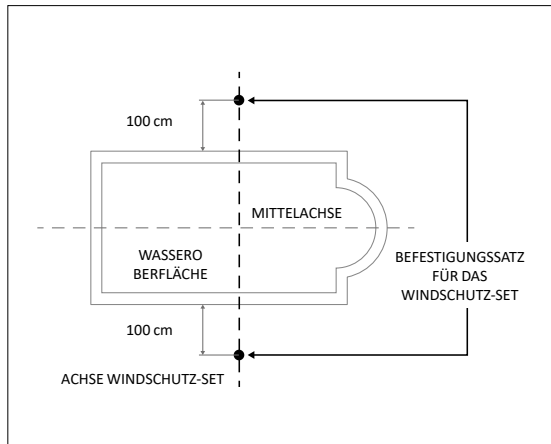 100 cm
MITTELACHSE
WASSERO
BERFLÄCHE
BEFESTIGUNGSSATZ
FÜR DAS
WINDSCHUTZ-SET
100 cm
ACHSE WINDSCHUTZ-SET